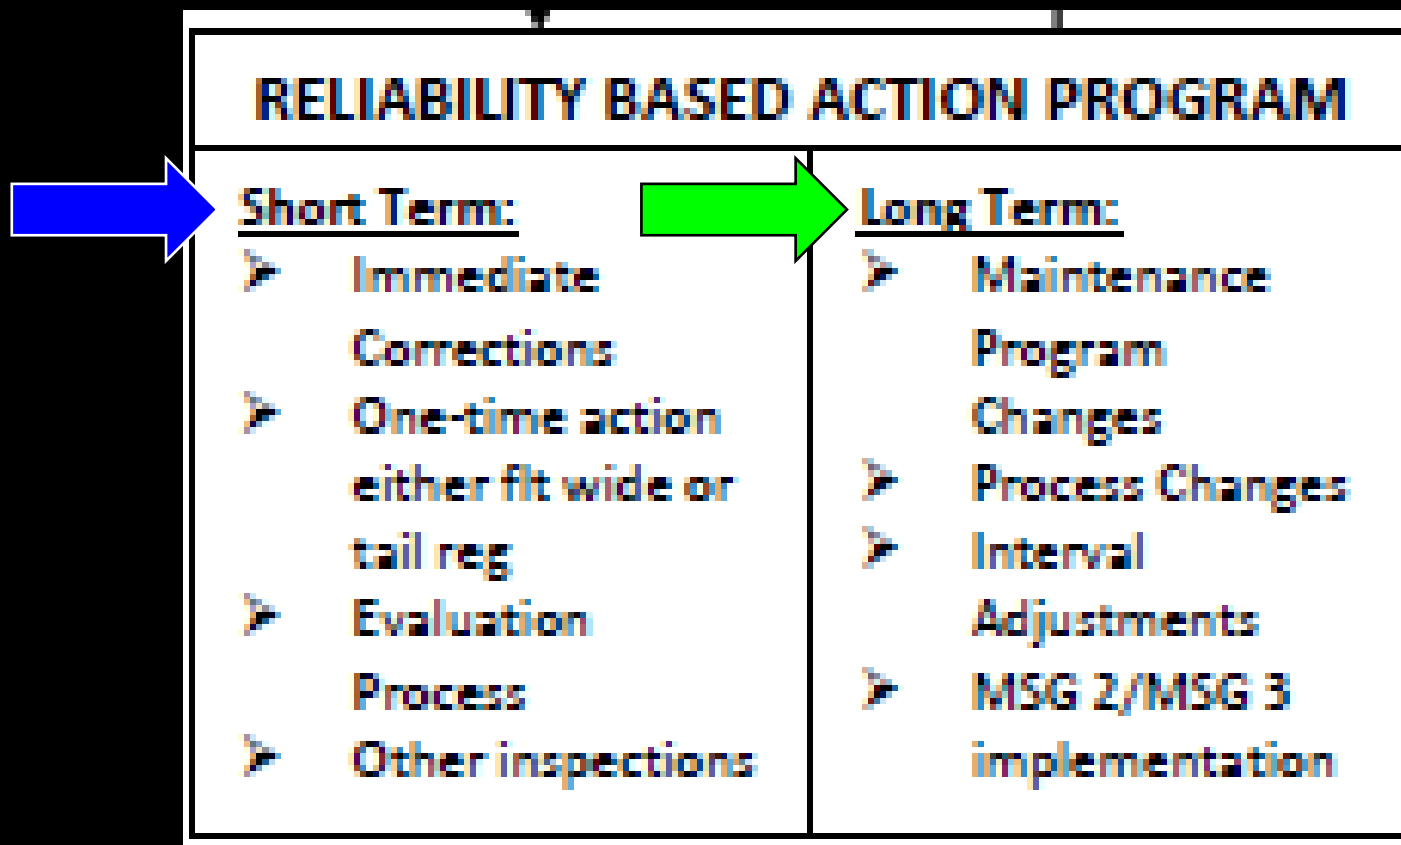 RELIABILITY BASED ACTION PROGRAM
Short Term:
➤ Immediate
Corrections
➤ One-time action
either flt wide or
tail reg
➤ Evaluation
Process
➤ Other inspections
Long Term:
➤ Maintenance
Program
Changes
➤ Process Changes
➤ Interval
Adjustments
➤ MSG 2/MSG 3
implementation